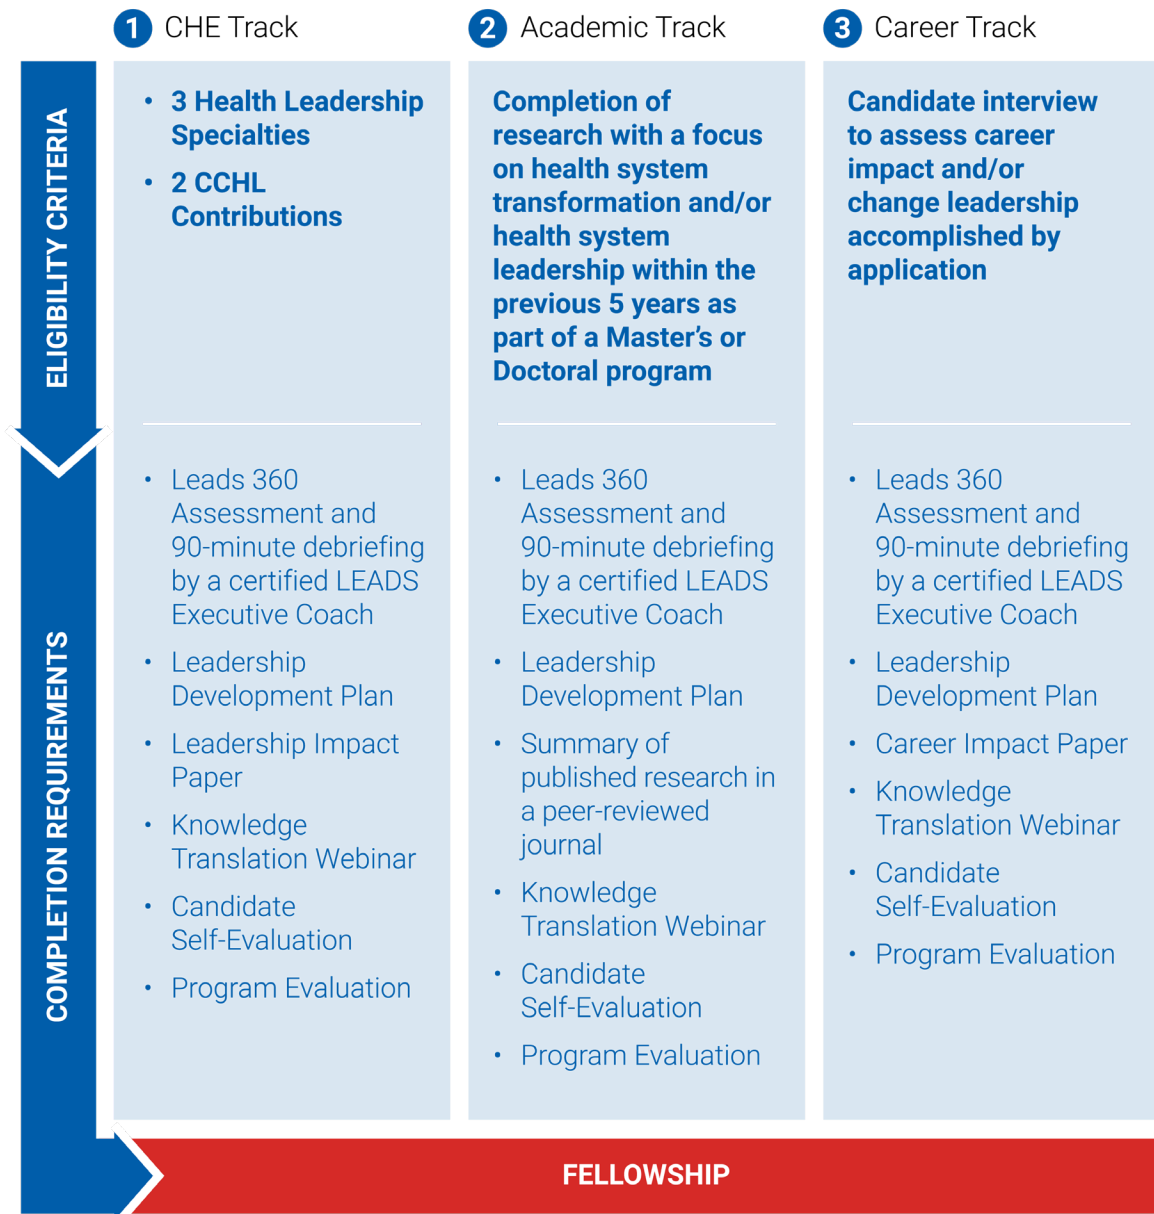 1 CHE Track
2 Academic Track
3 Career Track
ELIGIBILITY CRITERIA
• 3 Health Leadership
Specialties
• 2 CCHL
Contributions
Completion of
research with a focus
on health system
transformation and/or
health system
leadership within the
previous 5 years as
part of a Master’s or
Doctoral program
Candidate interview
to assess career
impact and/or
change leadership
accomplished by
application
COMPLETION REQUIREMENTS
• Leads 360
Assessment and
90-minute debriefing
by a certified LEADS
Executive Coach
• Leadership
Development Plan
• Leadership Impact
Paper
• Knowledge
Translation Webinar
• Candidate
Self-Evaluation
• Program Evaluation
• Leads 360
Assessment and
90-minute debriefing
by a certified LEADS
Executive Coach
• Leadership
Development Plan
• Summary of
published research in
a peer-reviewed
journal
• Knowledge
Translation Webinar
• Candidate
Self-Evaluation
• Program Evaluation
• Leads 360
Assessment and
90-minute debriefing
by a certified LEADS
Executive Coach
• Leadership
Development Plan
• Career Impact Paper
• Knowledge
Translation Webinar
• Candidate
Self-Evaluation
• Program Evaluation
FELLOWSHIP